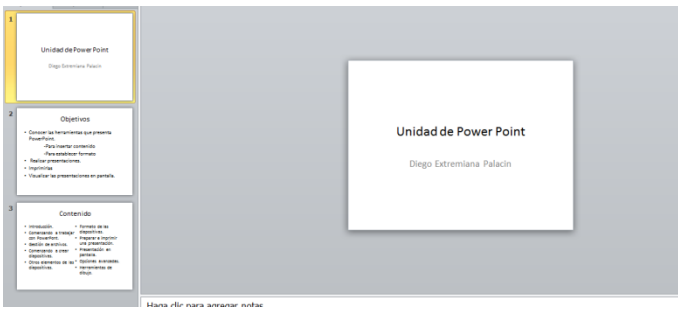 1
Unidad de Power Point
Diego Extremiana Palacin
2
Objetivos
• Conocer las herramientas que presenta
PowerPoint.
-Para insertar contenido
-Para establecer formato
• Realizar presentaciones.
• Imprimirlas
• Visualizar las presentaciones en pantalla.
3
Contenido
• Introducción.
• Comenzando a trabajar
con PowerPoint.
• Gestión de archivos.
• Comenzando a crear
diapositivas.
• Otros elementos de las
diapositivas.
• Formato de las
diapositivas.
• Preparar e imprimir
una presentación.
• Presentación en
pantalla.
• Opciones avanzadas.
• Herramientas de
dibujo.
Unidad de Power Point
Diego Extremiana Palacin
Haga clic para agregar notas